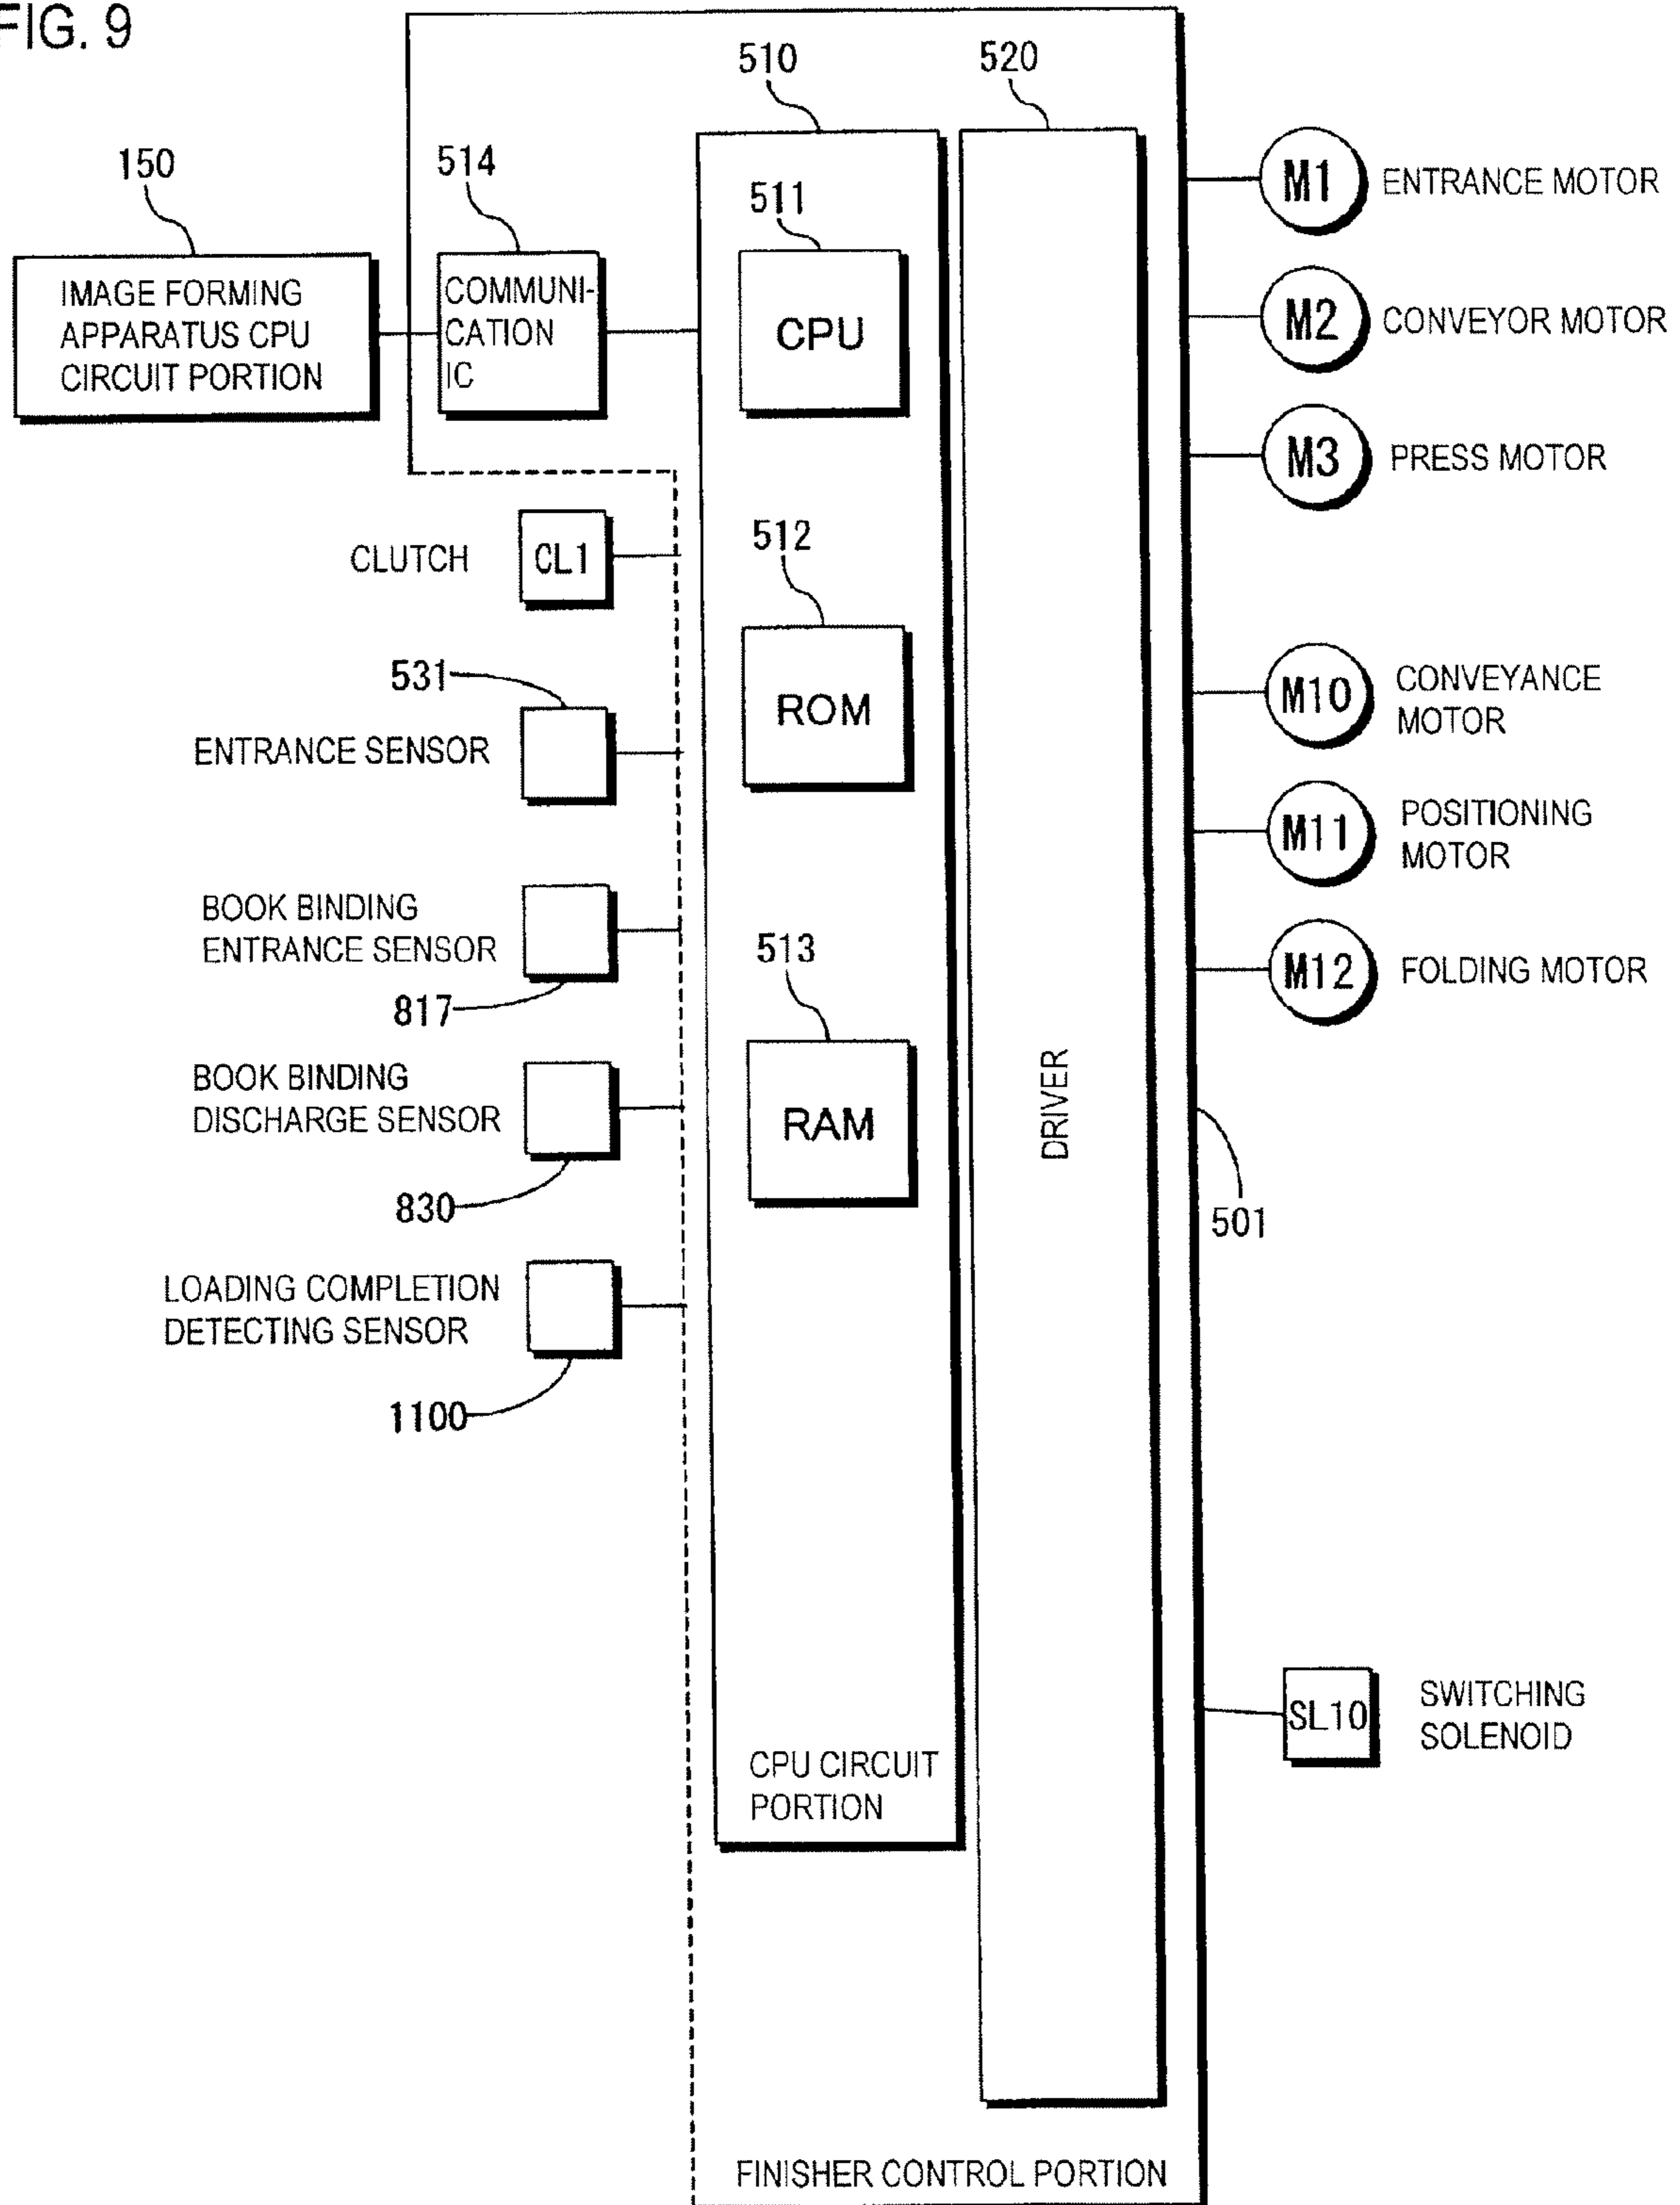 FIG. 9
510
520
150
514
511
M1 ENTRANCE MOTOR
IMAGE FORMING
APPARATUS CPU
CIRCUIT PORTION
COMMUNI-
CATION
IC
CPU
M2 CONVEYOR MOTOR
M3 PRESS MOTOR
CLUTCH CL1
512
531
ENTRANCE SENSOR
ROM
M10 CONVEYANCE
MOTOR
M11 POSITIONING
MOTOR
BOOK BINDING
ENTRANCE SENSOR
817
513
M12 FOLDING MOTOR
BOOK BINDING
DISCHARGE SENSOR
830
RAM
DRIVER
501
LOADING COMPLETION
DETECTING SENSOR
1100
SL10 SWITCHING
SOLENOID
CPU CIRCUIT
PORTION
FINISHER CONTROL PORTION